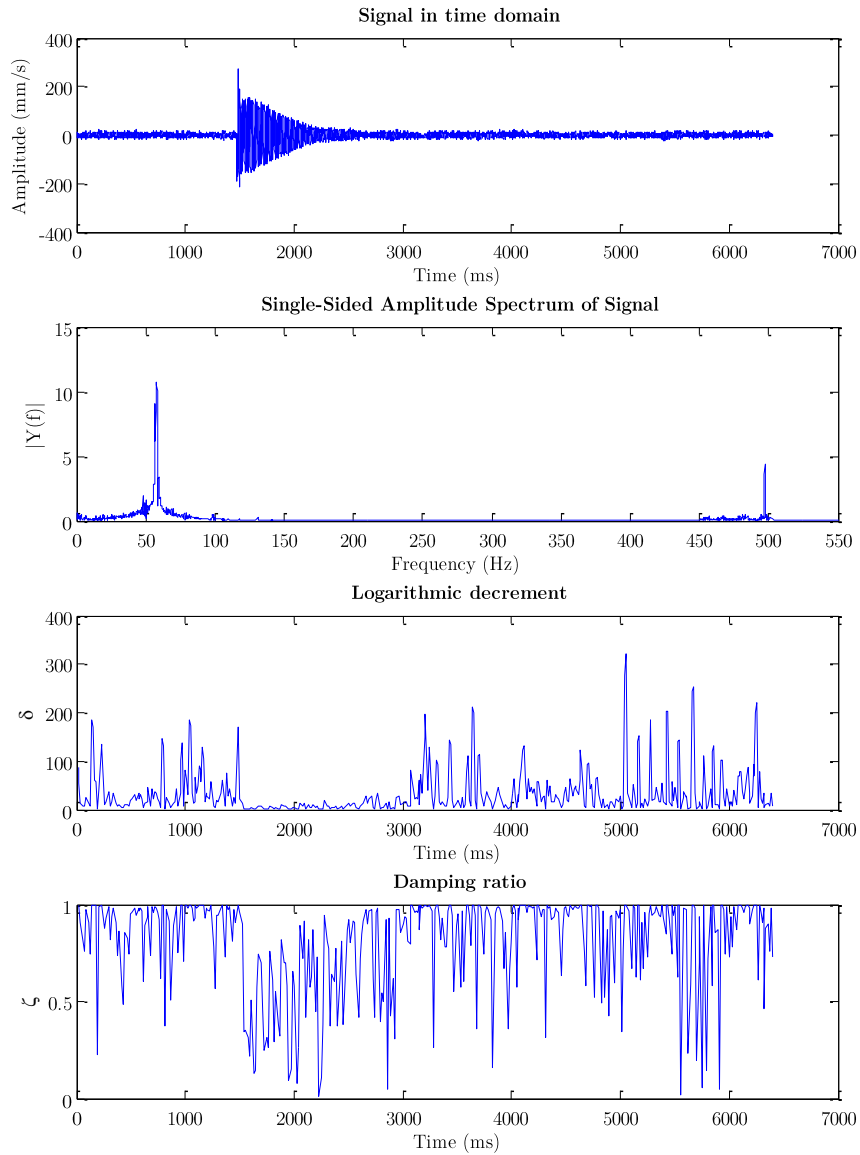 Signal in time domain
400
200
0
-200
-400
Amplitude (mm/s)
0 1000 2000 3000 4000 5000 6000 7000
Time (ms)
Single-Sided Amplitude Spectrum of Signal
15
10
5
0
|Y(f)|
0 50 100 150 200 250 300 350 400 450 500 550
Frequency (Hz)
Logarithmic decrement
400
300
200
100
0
δ
0 1000 2000 3000 4000 5000 6000 7000
Time (ms)
Damping ratio
1
0.5
0
ζ
0 1000 2000 3000 4000 5000 6000 7000
Time (ms)